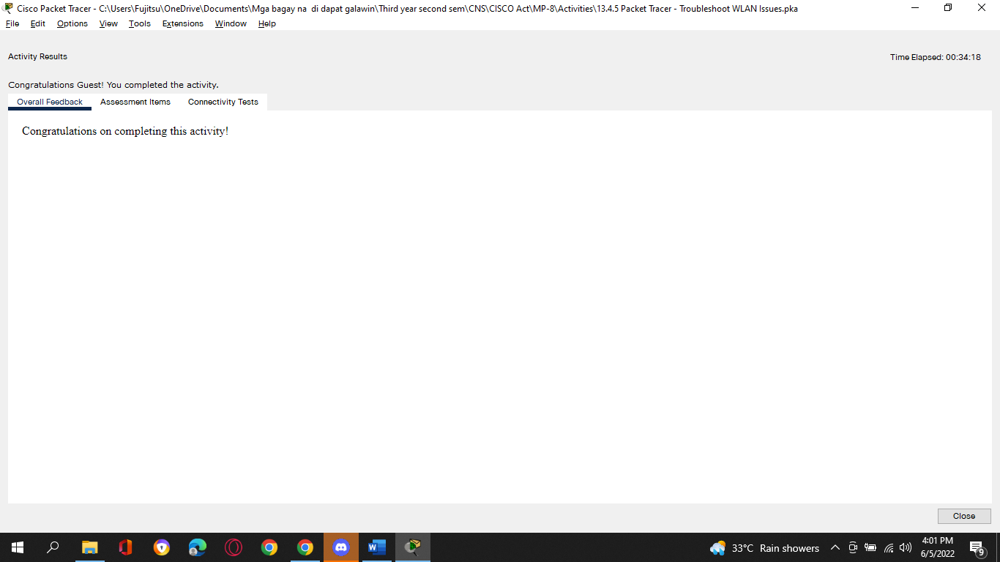 Cisco Packet Tracer - C:\Users\Fujitsu\OneDrive\Documents\Mga bagay na  di dapat galawin\Third year second sem\CNS\CISCO Act\MP-8\Activities\13.4.5 Packet Tracer - Troubleshoot WLAN Issues.pka
File Edit Options View Tools Extensions Window Help
Activity Results Time Elapsed: 00:34:18
Congratulations Guest! You completed the activity.
Overall Feedback Assessment Items Connectivity Tests
Congratulations on completing this activity!
Close
W 33°C Rain showers 4:01 PM
6/5/2022 9